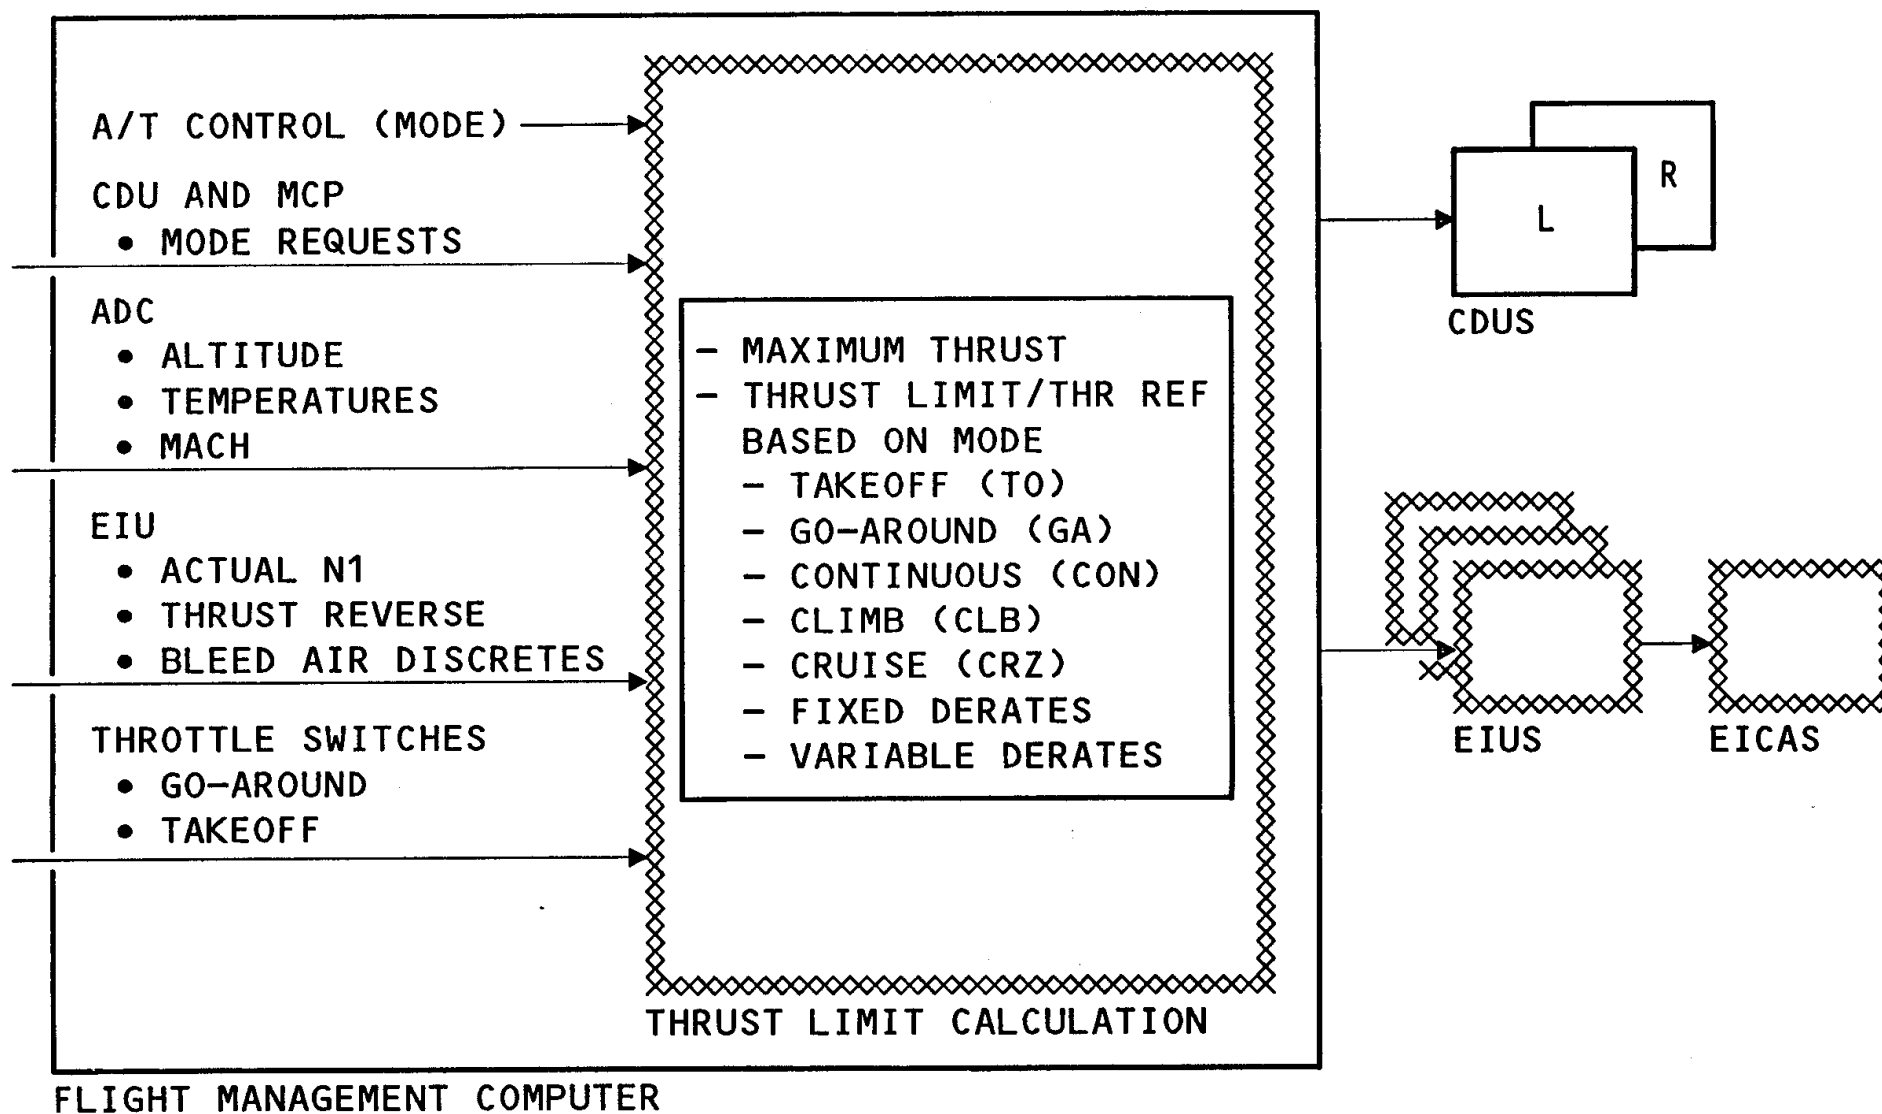 A/T CONTROL (MODE)
CDU AND MCP
• MODE REQUESTS
ADC
• ALTITUDE
• TEMPERATURES
• MACH
EIU
• ACTUAL N1
• THRUST REVERSE
• BLEED AIR DISCRETES
THROTTLE SWITCHES
• GO-AROUND
• TAKEOFF
- MAXIMUM THRUST
- THRUST LIMIT/THR REF
BASED ON MODE
- TAKEOFF (TO)
- GO-AROUND (GA)
- CONTINUOUS (CON)
- CLIMB (CLB)
- CRUISE (CRZ)
- FIXED DERATES
- VARIABLE DERATES
THRUST LIMIT CALCULATION
FLIGHT MANAGEMENT COMPUTER
R
L
CDUS
EIUS
EICAS